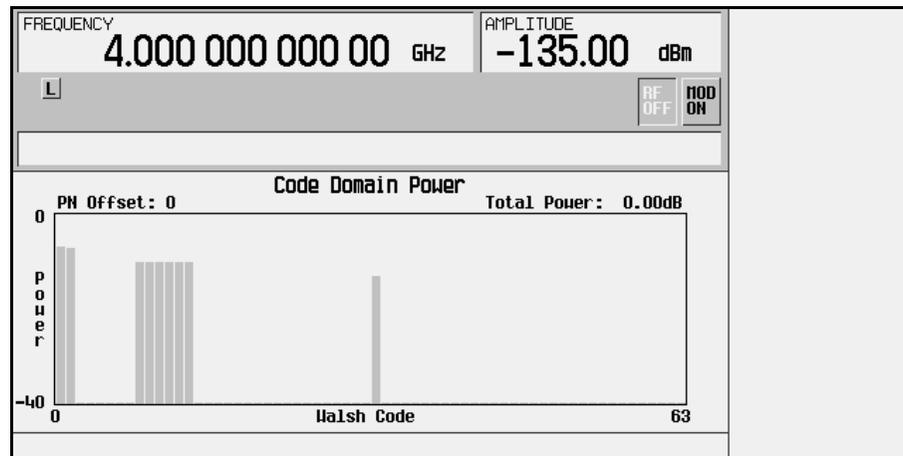 FREQUENCY
4.000 000 000 00 GHz
AMPLITUDE
-135.00 dBm
L
RF OFF
MOD ON
Code Domain Power
PN Offset: 0
Total Power: 0.00dB
0
Power
-40
0
Walsh Code
63